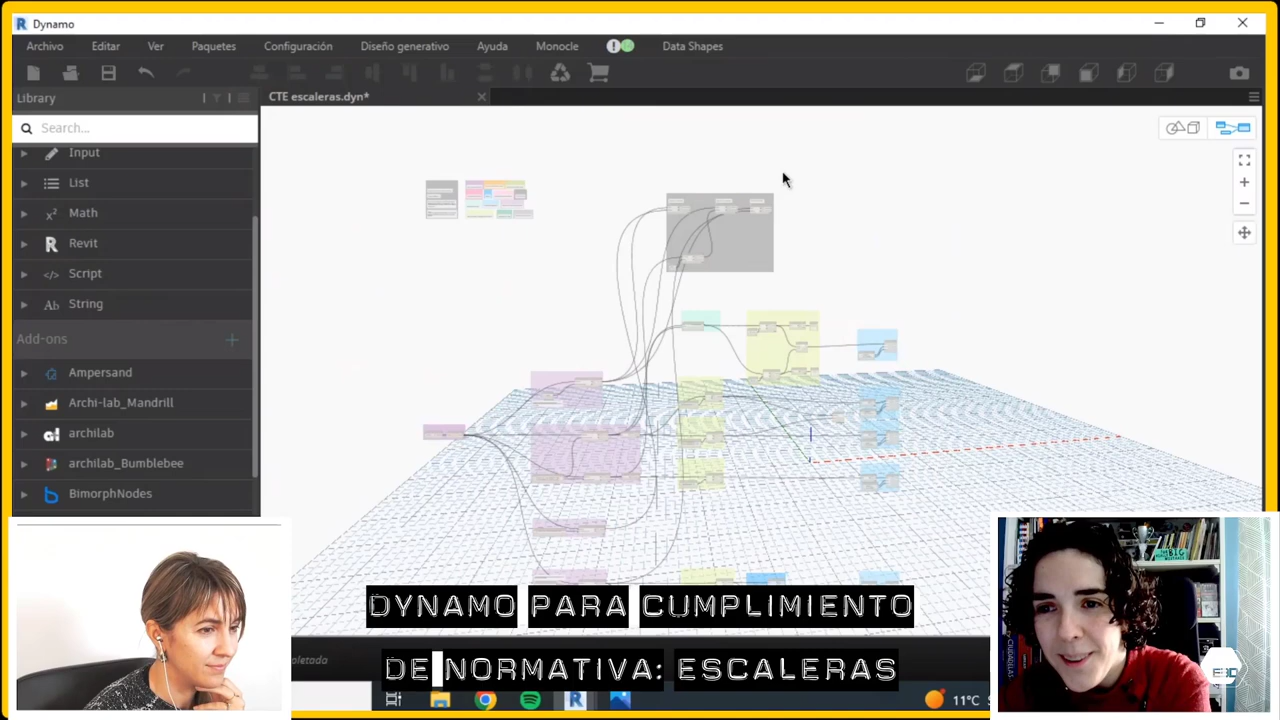 Dynamo
Archivo Editar Ver Paquetes Configuración Diseño generativo Ayuda Monocle Data Shapes
Library
CTE escaleras.dyn*
Search...
Input
List
Math
Revit
Script
String
Add-ons
Ampersand
Archi-lab_Mandrill
archilab
archilab_Bumblebee
BimorphNodes
DYNAMO PARA CUMPLIMIENTO
DE NORMATIVA: ESCALERAS
11°C